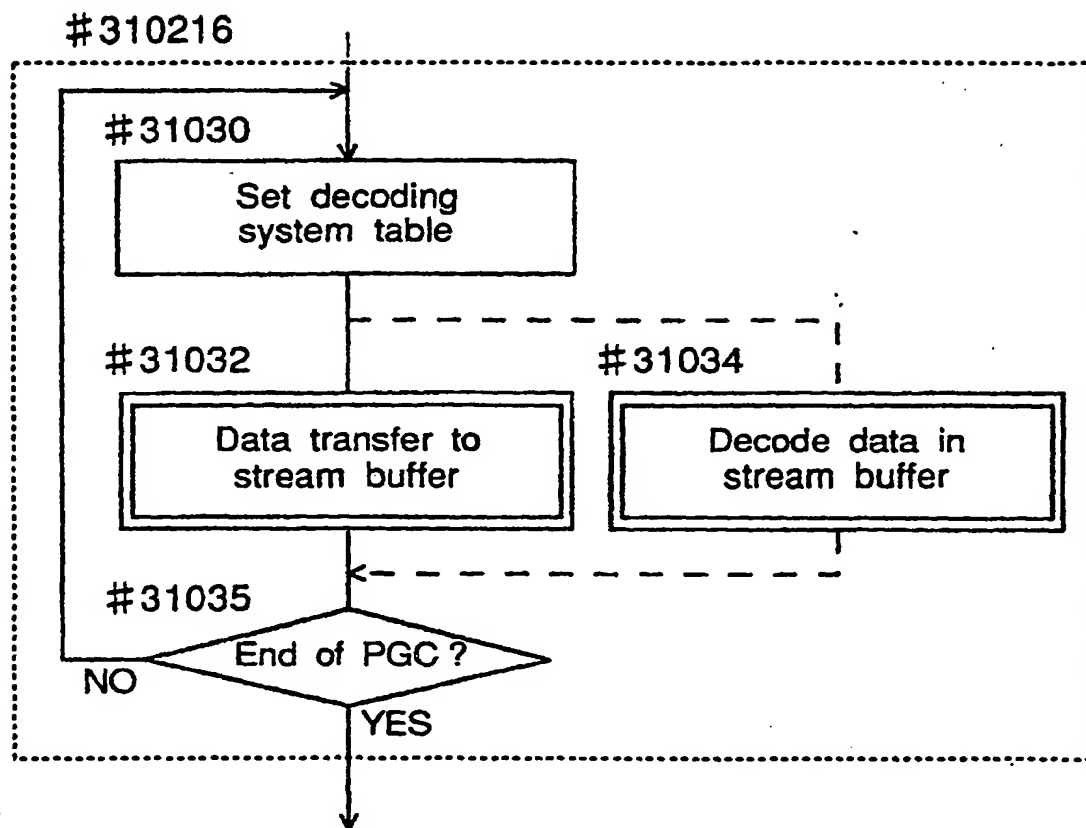 #310216
#31030
Set decoding
system table
#31032
#31034
Data transfer to
stream buffer
Decode data in
stream buffer
#31035
End of PGC?
NO
YES